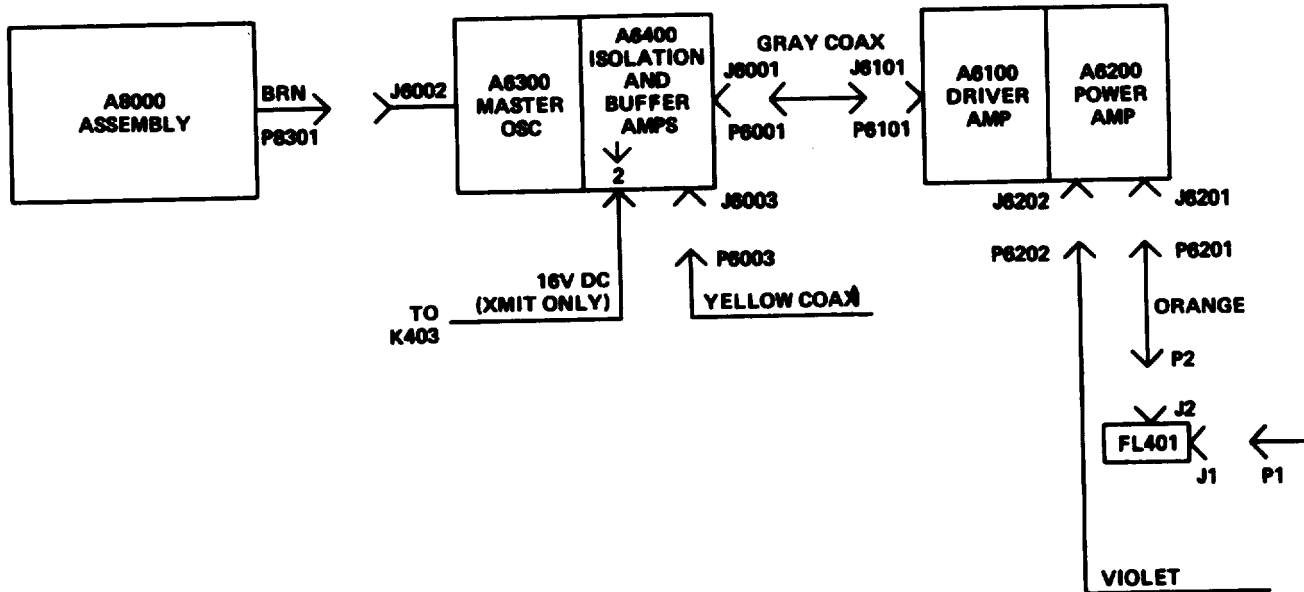 A8000
ASSEMBLY
BRN
P8301
J6002
A6300
MASTER
OSC
A6400
ISOLATION
AND
BUFFER
AMPS
2
J6001
P6001
GRAY COAX
J6101
P6101
A6100
DRIVER
AMP
A6200
POWER
AMP
J6003
P6003
16V DC
(XMIT ONLY)
TO
K403
YELLOW COAX
J6202
J6201
P6202
P6201
ORANGE
P2
J2
FL401
J1
P1
VIOLET